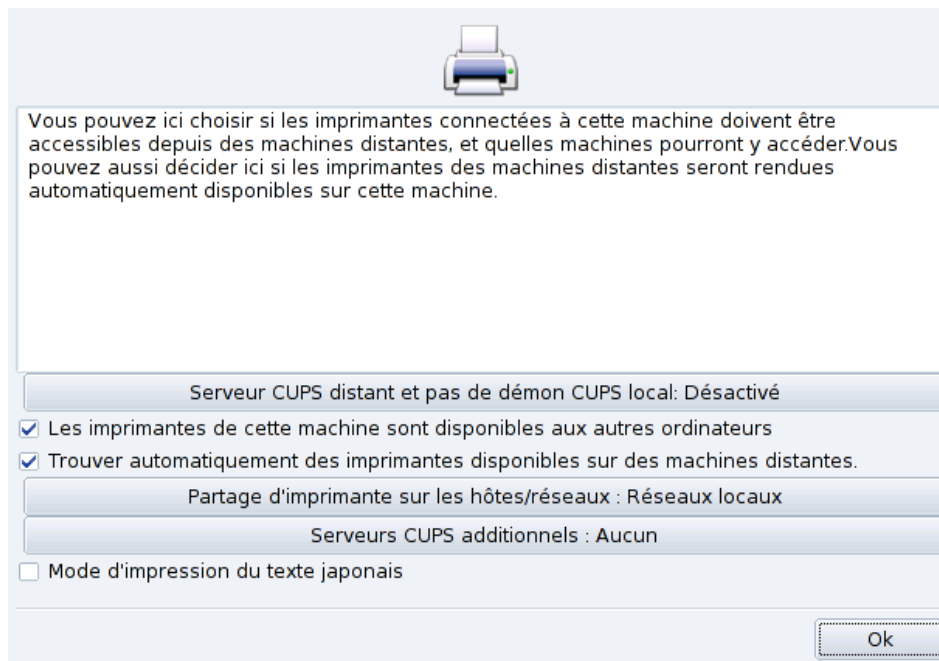 Vous pouvez ici choisir si les imprimantes connectées à cette machine doivent être
accessibles depuis des machines distantes, et quelles machines pourront y accéder.Vous
pouvez aussi décider ici si les imprimantes des machines distantes seront rendues
automatiquement disponibles sur cette machine.
Serveur CUPS distant et pas de démon CUPS local: Désactivé
Les imprimantes de cette machine sont disponibles aux autres ordinateurs
Trouver automatiquement des imprimantes disponibles sur des machines distantes.
Partage d'imprimante sur les hôtes/réseaux : Réseaux locaux
Serveurs CUPS additionnels : Aucun
Mode d'impression du texte japonais
Ok